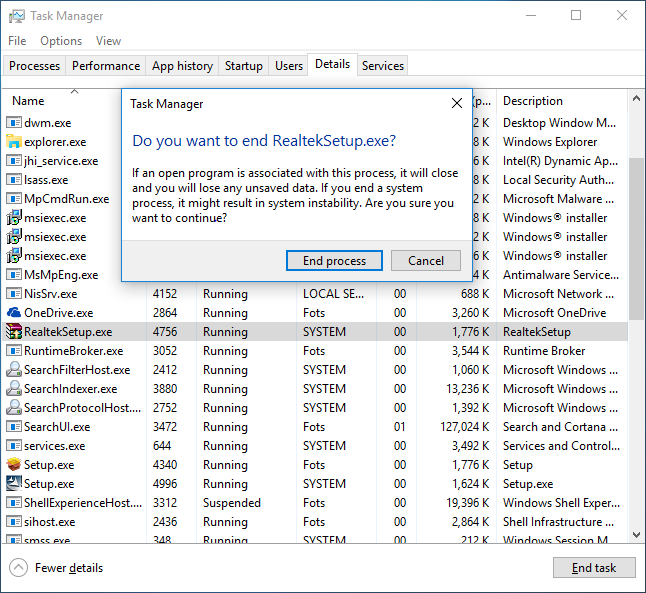 Task Manager
File Options View
Processes Performance App history Startup Users Details Services
Name (p... Description
Task Manager
Do you want to end RealtekSetup.exe?
If an open program is associated with this process, it will close
and you will lose any unsaved data. If you end a system
process, it might result in system instability. Are you sure you
want to continue?
End process Cancel
dwm.exe 2 K Desktop Window M...
explorer.exe 2 K Windows Explorer
jhi_service.exe K Intel(R) Dynamic Ap...
lsass.exe 2 K Local Security Auth...
MpCmdRun.exe K Microsoft Malware ...
msiexec.exe K Windows® installer
msiexec.exe K Windows® installer
msiexec.exe K Windows® installer
MsMpEng.exe K Antimalware Service...
NisSrv.exe 4152 Running LOCAL SE... 00 688 K Microsoft Network ...
OneDrive.exe 2864 Running Fots 00 3,260 K Microsoft OneDrive
RealtekSetup.exe 4756 Running SYSTEM 00 1,776 K RealtekSetup
RuntimeBroker.exe 3052 Running Fots 00 3,544 K Runtime Broker
SearchFilterHost.exe 2412 Running SYSTEM 00 1,060 K Microsoft Windows ...
SearchIndexer.exe 3880 Running SYSTEM 00 13,236 K Microsoft Windows ...
SearchProtocolHost.... 2752 Running SYSTEM 00 1,392 K Microsoft Windows ...
SearchUI.exe 3472 Running Fots 01 127,024 K Search and Cortana ...
services.exe 644 Running SYSTEM 00 3,492 K Services and Control...
Setup.exe 4340 Running Fots 00 1,776 K Setup
Setup.exe 4996 Running SYSTEM 00 1,624 K Setup.exe
ShellExperienceHost.... 3312 Suspended Fots 00 19,396 K Windows Shell Exper...
sihost.exe 2436 Running Fots 00 2,864 K Shell Infrastructure ...
smss.exe 348 Running SYSTEM 00 212 K Windows Session M...
Fewer details End task